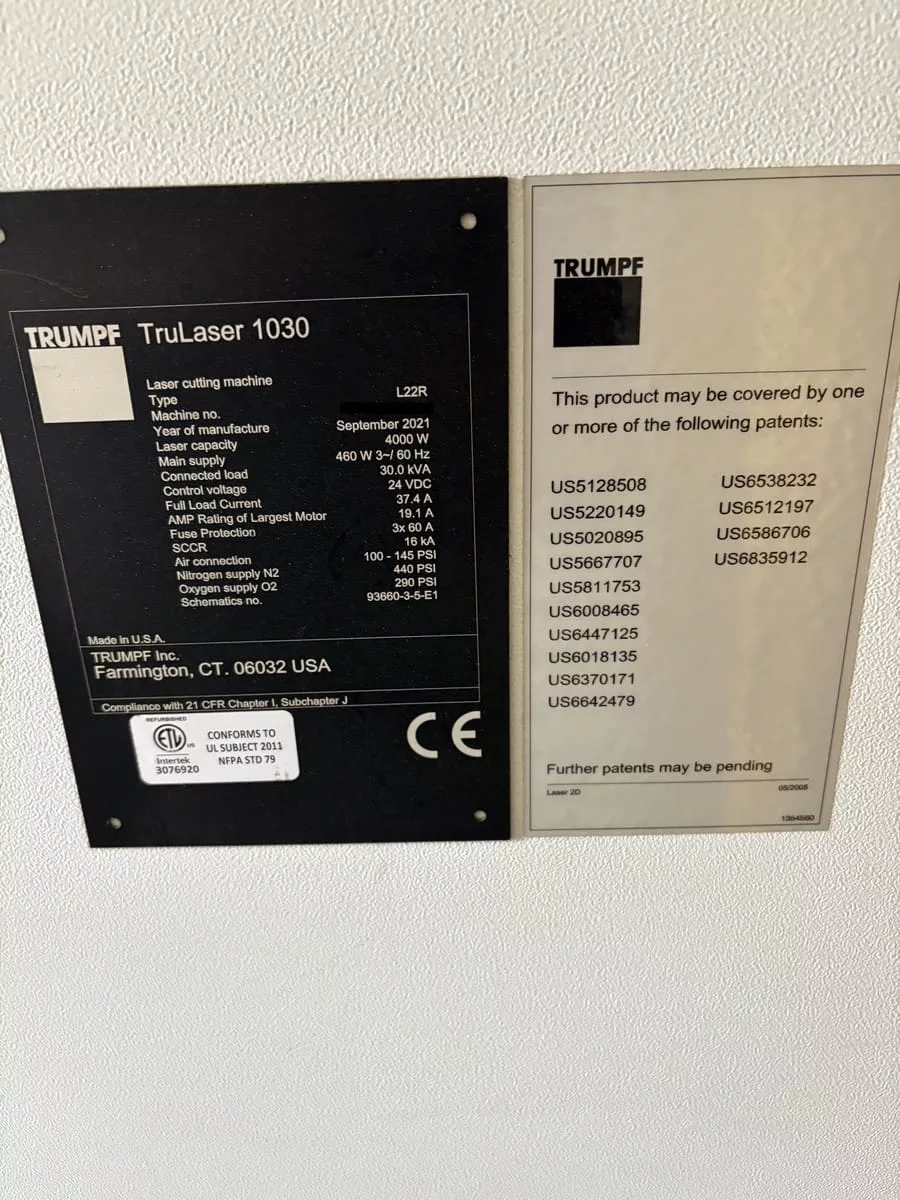 TRUMPF
TruLaser 1030
Laser cutting machine
Type L22R
Machine no.
Year of manufacture September 2021
Laser capacity 4000 W
Main supply 460 W 3~/ 60 Hz
Connected load 30.0 kVA
Control voltage 24 VDC
Full Load Current 37.4 A
AMP Rating of Largest Motor 19.1 A
Fuse Protection 3x 60 A
SCCR 16 kA
Air connection 100 - 145 PSI
Nitrogen supply N2 440 PSI
Oxygen supply O2 290 PSI
Schematics no. 93660-3-5-E1
Made in U.S.A.
TRUMPF Inc.
Farmington, CT. 06032 USA
Compliance with 21 CFR Chapter I, Subchapter J
REFURBISHED
ETL US
Intertek
3076920
CONFORMS TO
UL SUBJECT 2011
NFPA STD 79
CE
TRUMPF
This product may be covered by one
or more of the following patents:
US5128508 US6538232
US5220149 US6512197
US5020895 US6586706
US5667707 US6835912
US5811753
US6008465
US6447125
US6018135
US6370171
US6642479
Further patents may be pending
Laser 2D 05/2005
1384560